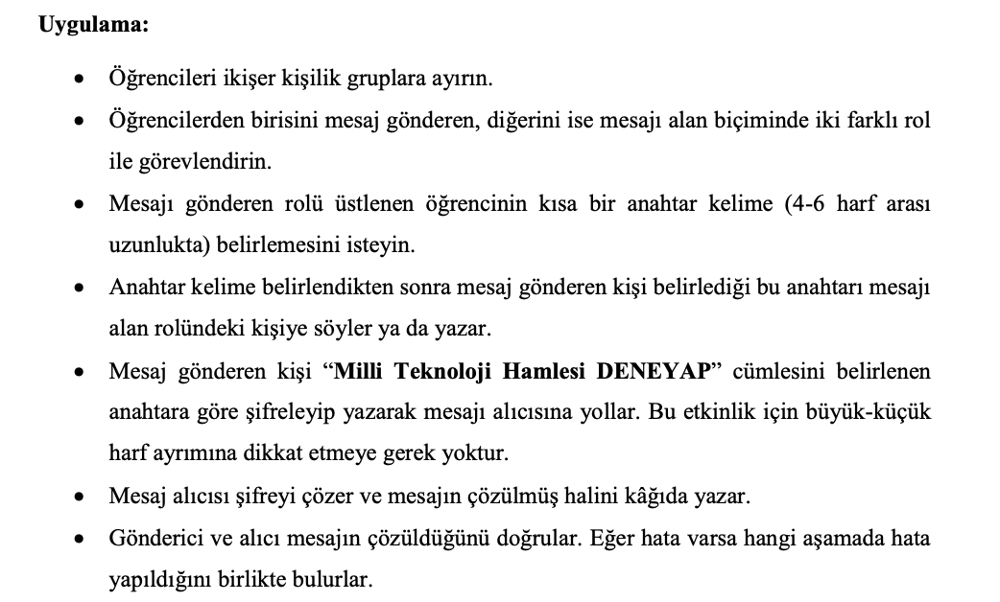 Uygulama:
• Öğrencileri ikişer kişilik gruplara ayırın.
• Öğrencilerden birisini mesaj gönderen, diğerini ise mesajı alan biçiminde iki farklı rol
ile görevlendirin.
• Mesajı gönderen rolü üstlenen öğrencinin kısa bir anahtar kelime (4-6 harf arası
uzunlukta) belirlemesini isteyin.
• Anahtar kelime belirlendikten sonra mesaj gönderen kişi belirlediği bu anahtarı mesajı
alan rolündeki kişiye söyler ya da yazar.
• Mesaj gönderen kişi “Milli Teknoloji Hamlesi DENEYAP” cümlesini belirlenen
anahtara göre şifreleyip yazarak mesajı alıcısına yollar. Bu etkinlik için büyük-küçük
harf ayrımına dikkat etmeye gerek yoktur.
• Mesaj alıcısı şifreyi çözer ve mesajın çözülmüş halini kâğıda yazar.
• Gönderici ve alıcı mesajın çözüldüğünü doğrular. Eğer hata varsa hangi aşamada hata
yapıldığını birlikte bulurlar.